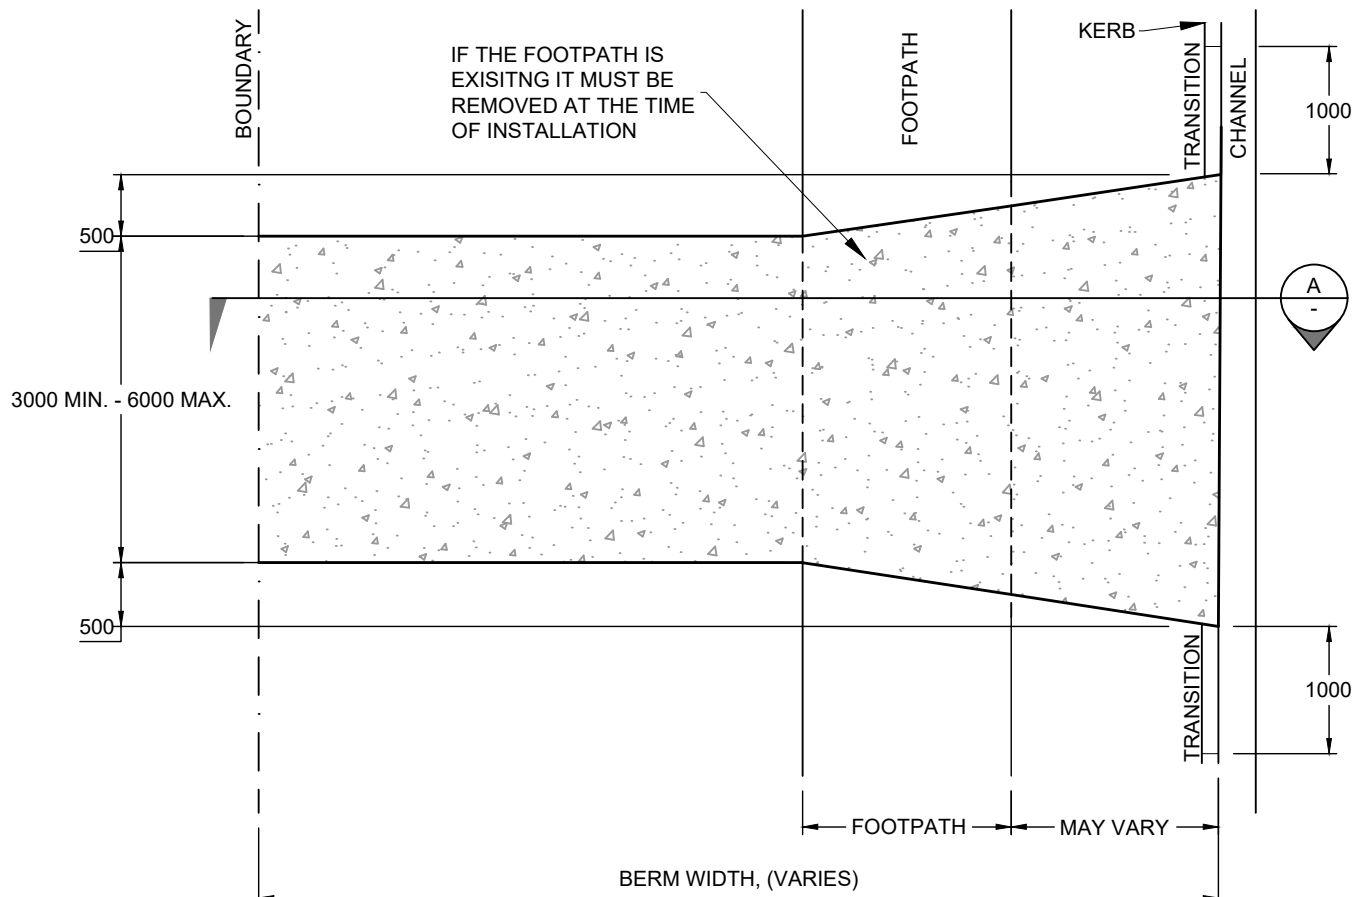 BOUNDARY
IF THE FOOTPATH IS
EXISITNG IT MUST BE
REMOVED AT THE TIME
OF INSTALLATION
FOOTPATH
KERB
TRANSITION
CHANNEL
1000
500
A
-
3000 MIN. - 6000 MAX.
500
TRANSITION
1000
FOOTPATH
MAY VARY
BERM WIDTH, (VARIES)